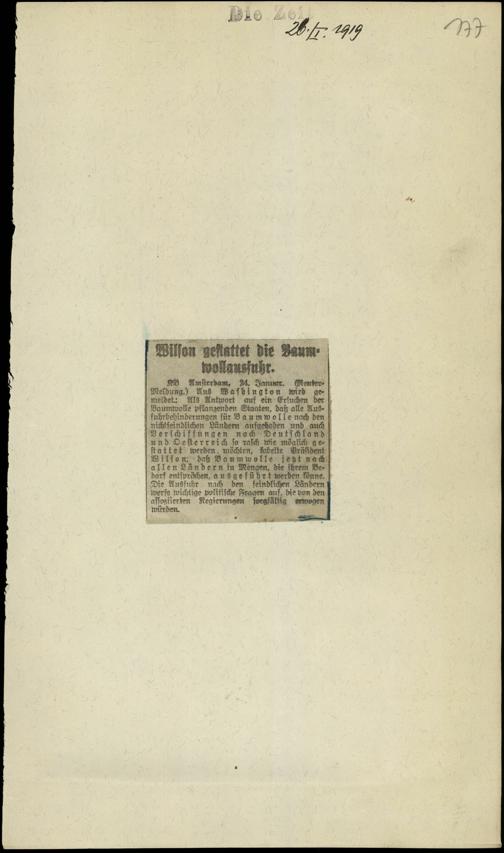 Die Zeit
26./I. 1919
177
Wilson gestattet die Baum-
wollausfuhr.
KB Amsterdam, 24. Januar. (Reuter-
Meldung.) Aus Washington wird ge-
meldet: Als Antwort auf ein Ersuchen der
Baumwolle pflanzenden Staaten, daß alle Aus-
fuhrbehinderungen für Baumwolle nach den
nichtfeindlichen Ländern aufgehoben und auch
Verschiffungen nach Deutschland
und Oesterreich so rasch wie möglich ge-
stattet werden möchten, kabelte Präsident
Wilson, daß Baumwolle jetzt nach
allen Ländern in Mengen, die ihrem Be-
darf entsprächen, ausgeführt werden könne.
Die Ausfuhr nach den feindlichen Ländern
werfe wichtige politische Fragen auf, die von den
assoziierten Regierungen sorgfältig erwogen
würden.